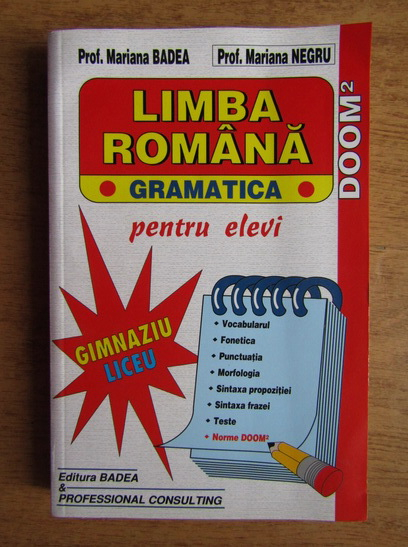 Prof. Mariana BADEA
Prof. Mariana NEGRU
LIMBA
ROMÂNĂ
• GRAMATICA •
DOOM²
pentru elevi
GIMNAZIU
LICEU
Vocabularul
Fonetica
Punctuația
Morfologia
Sintaxa propoziției
Sintaxa frazei
Teste
Norme DOOM²
Editura BADEA
&
PROFESSIONAL CONSULTING